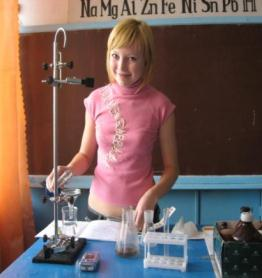 Na Mg Al Zn Fe Ni Sn Pb H